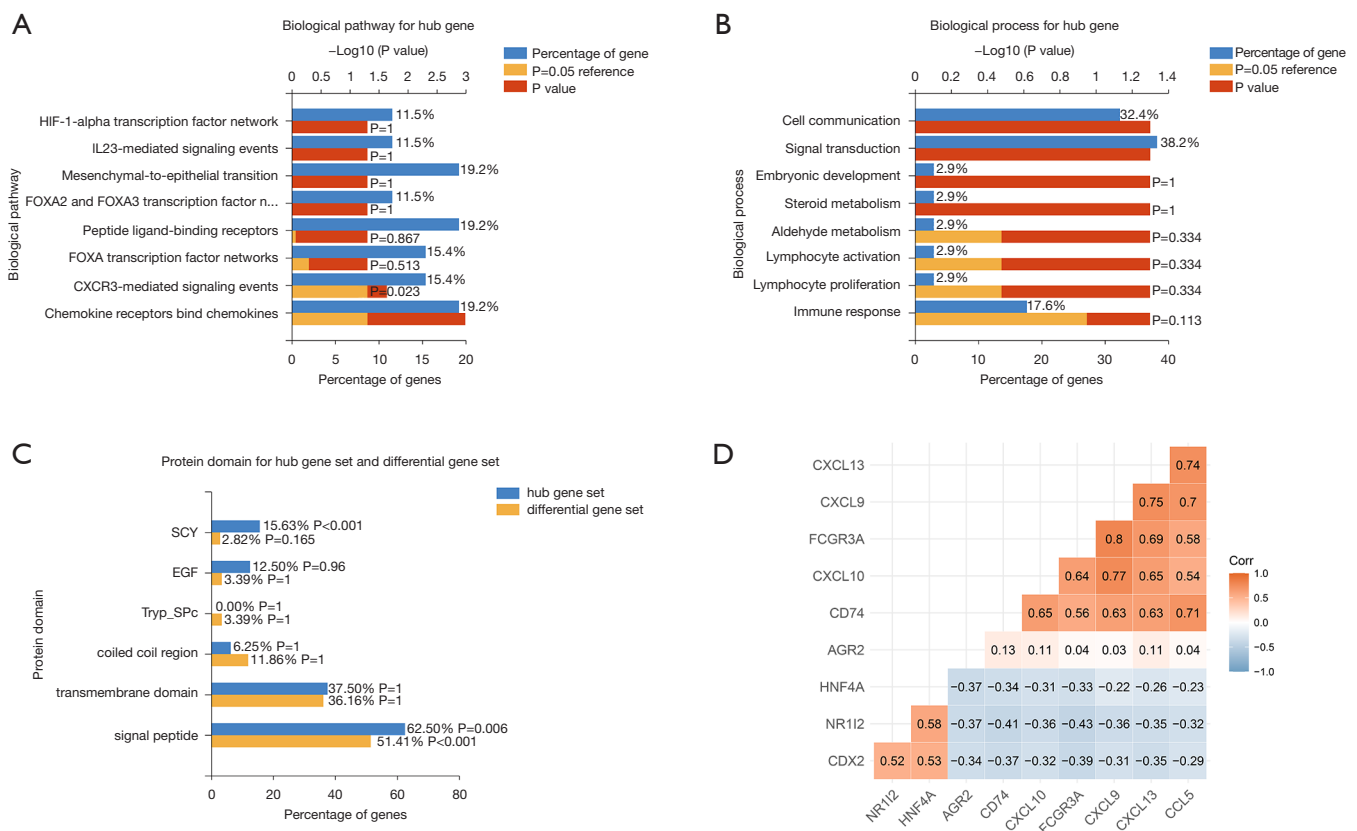 A
Biological pathway for hub gene
–Log10 (P value)
0 0.5 1 1.5 2 2.5 3
Percentage of gene
P=0.05 reference
P value
Biological pathway
HIF-1-alpha transcription factor network 11.5%
P=1
IL23-mediated signaling events 11.5%
P=1
Mesenchymal-to-epithelial transition 19.2%
P=1
FOXA2 and FOXA3 transcription factor n... 11.5%
P=1
Peptide ligand-binding receptors 19.2%
P=0.867
FOXA transcription factor networks 15.4%
P=0.513
CXCR3-mediated signaling events 15.4%
P=0.023
Chemokine receptors bind chemokines 19.2%
0 5 10 15 20
Percentage of genes
B
Biological process for hub gene
–Log10 (P value)
0 0.2 0.4 0.6 0.8 1 1.2 1.4
Percentage of gene
P=0.05 reference
P value
Biological process
Cell communication 32.4%
Signal transduction 38.2%
Embryonic development 2.9%
P=1
Steroid metabolism 2.9%
P=1
Aldehyde metabolism 2.9%
P=0.334
Lymphocyte activation 2.9%
P=0.334
Lymphocyte proliferation 2.9%
P=0.334
Immune response 17.6%
P=0.113
0 10 20 30 40
Percentage of genes
C
Protein domain for hub gene set and differential gene set
hub gene set
differential gene set
Protein domain
SCY 15.63% P<0.001
2.82% P=0.165
EGF 12.50% P=0.96
3.39% P=1
Tryp_SPc 0.00% P=1
3.39% P=1
coiled coil region 6.25% P=1
11.86% P=1
transmembrane domain 37.50% P=1
36.16% P=1
signal peptide 62.50% P=0.006
51.41% P<0.001
0 20 40 60 80
Percentage of genes
D
CXCL13 0.74
CXCL9 0.75 0.7
FCGR3A 0.8 0.69 0.58
CXCL10 0.64 0.77 0.65 0.54
CD74 0.65 0.56 0.63 0.63 0.71
AGR2 0.13 0.11 0.04 0.03 0.11 0.04
HNF4A −0.37 −0.34 −0.31 −0.33 −0.22 −0.26 −0.23
NR1I2 0.58 −0.37 −0.41 −0.36 −0.43 −0.36 −0.35 −0.32
CDX2 0.52 0.53 −0.34 −0.37 −0.32 −0.39 −0.31 −0.35 −0.29
NR1I2 HNF4A AGR2 CD74 CXCL10 FCGR3A CXCL9 CXCL13 CCL5
Corr
1.0
0.5
0.0
−0.5
−1.0